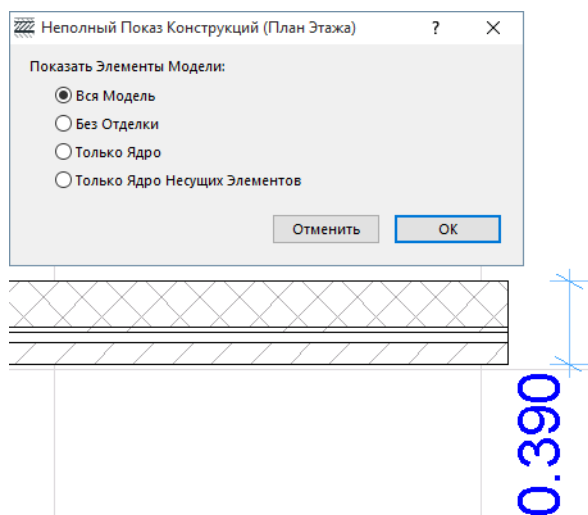 Неполный Показ Конструкций (План Этажа) ?
Показать Элементы Модели:
Вся Модель
Без Отделки
Только Ядро
Только Ядро Несущих Элементов
Отменить OK
0.390